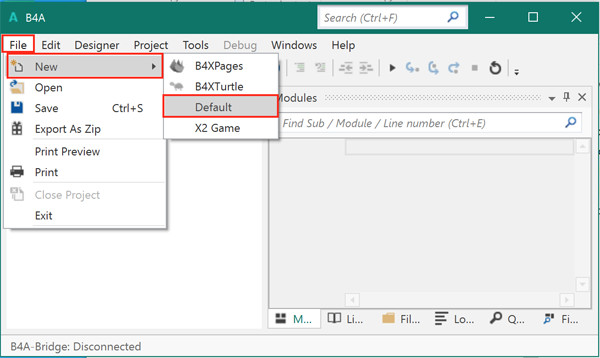 B4A
Search (Ctrl+F)
File Edit Designer Project Tools Debug Windows Help
New
Open
Save Ctrl+S
Export As Zip
Print Preview
Print
Close Project
Exit
B4XPages
B4XTurtle
Default
X2 Game
Modules
Find Sub / Module / Line number (Ctrl+E)
M... Li... Fil... Lo... Q... Fi...
B4A-Bridge: Disconnected